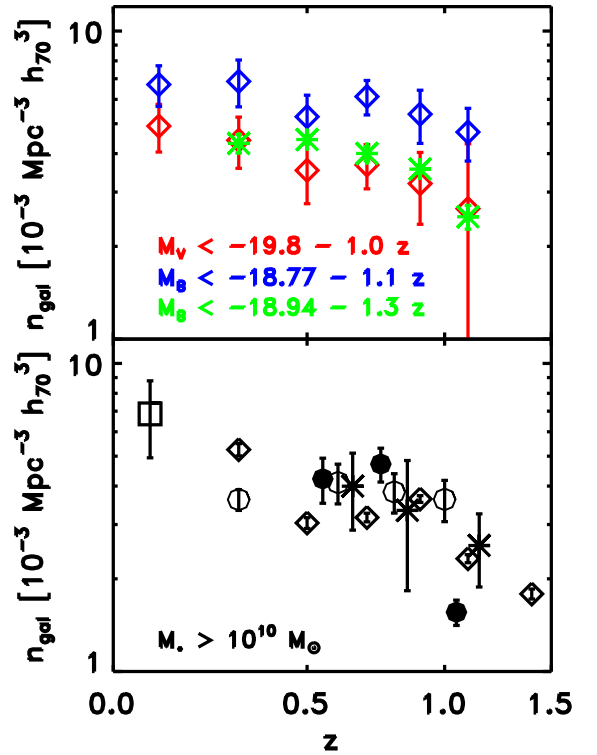 10
n_gal [10^-3 Mpc^-3 h_70^3]
M_v < -19.8 - 1.0 z
M_B < -18.77 - 1.1 z
M_B < -18.94 - 1.3 z
1
10
n_gal [10^-3 Mpc^-3 h_70^3]
M_* > 10^10 M_⊙
1
0.0 0.5 1.0 1.5
z